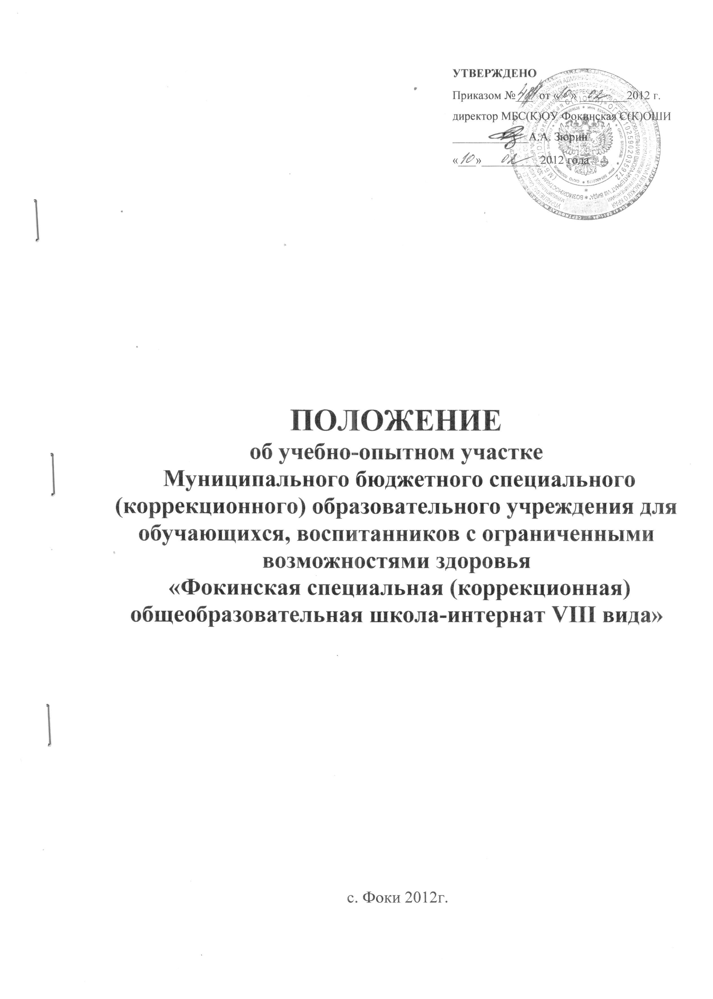 УТВЕРЖДЕНО
Приказом № от «10» 02 2012 г.
директор МБС(К)ОУ Фокинская С(К)ОШИ
А.А. Зюрин
«10» 02 2012 года
ПОЛОЖЕНИЕ
об учебно-опытном участке
Муниципального бюджетного специального
(коррекционного) образовательного учреждения для
обучающихся, воспитанников с ограниченными
возможностями здоровья
«Фокинская специальная (коррекционная)
общеобразовательная школа-интернат VIII вида»
с. Фоки 2012г.